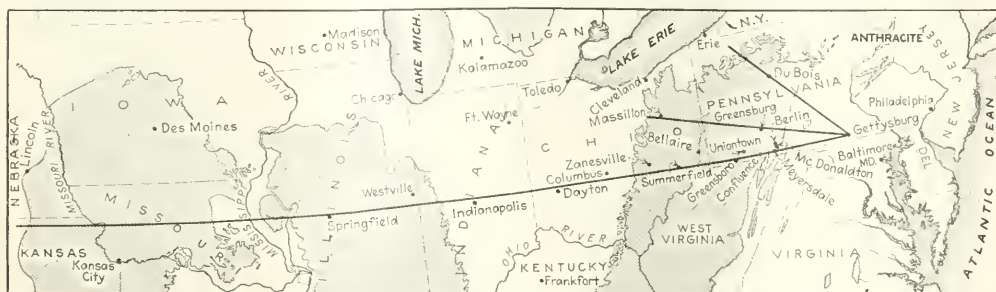 Madison
WISCONSIN
LAKE MICH.
MICHIGAN
Kalamazoo
LAKE ERIE
Erie
N.Y.
ANTHRACITE
NEW JERSEY
ATLANTIC OCEAN
Chicago
Toledo
Cleveland
Du Bois
PENNSYLVANIA
Philadelphia
IOWA
RIVER
Des Moines
Ft. Wayne
Massillon
Greensburg
Berlin
Gettysburg
NEBRASKA
Lincoln
MISSOURI RIVER
Bellaire
Uniontown
Baltimore
MD.
DEL.
Zanesville
Columbus
Dayton
Summerfield
Greensboro
Confluence
Meyersdale
Mc Donaldton
ILLINOIS
Westville
INDIANA
OHIO
MISSOURI
MISSISSIPPI
Springfield
Indianapolis
KANSAS
Kansas City
OHIO RIVER
KENTUCKY
Frankfort
WEST VIRGINIA
VIRGINIA